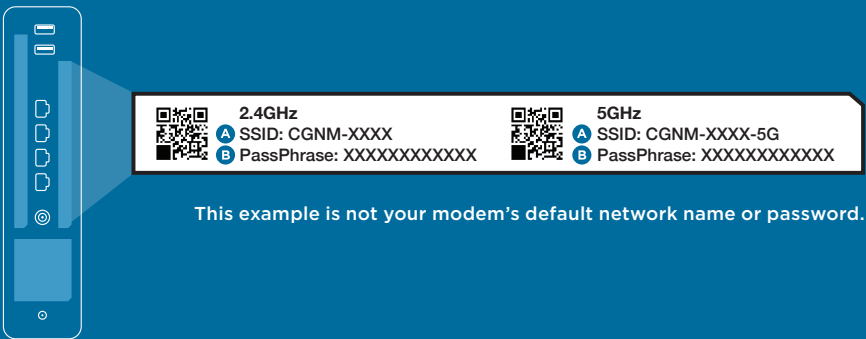 2.4GHz
A SSID: CGNM-XXXX
B PassPhrase: XXXXXXXXXXXX
5GHz
A SSID: CGNM-XXXX-5G
B PassPhrase: XXXXXXXXXXXX
This example is not your modem’s default network name or password.